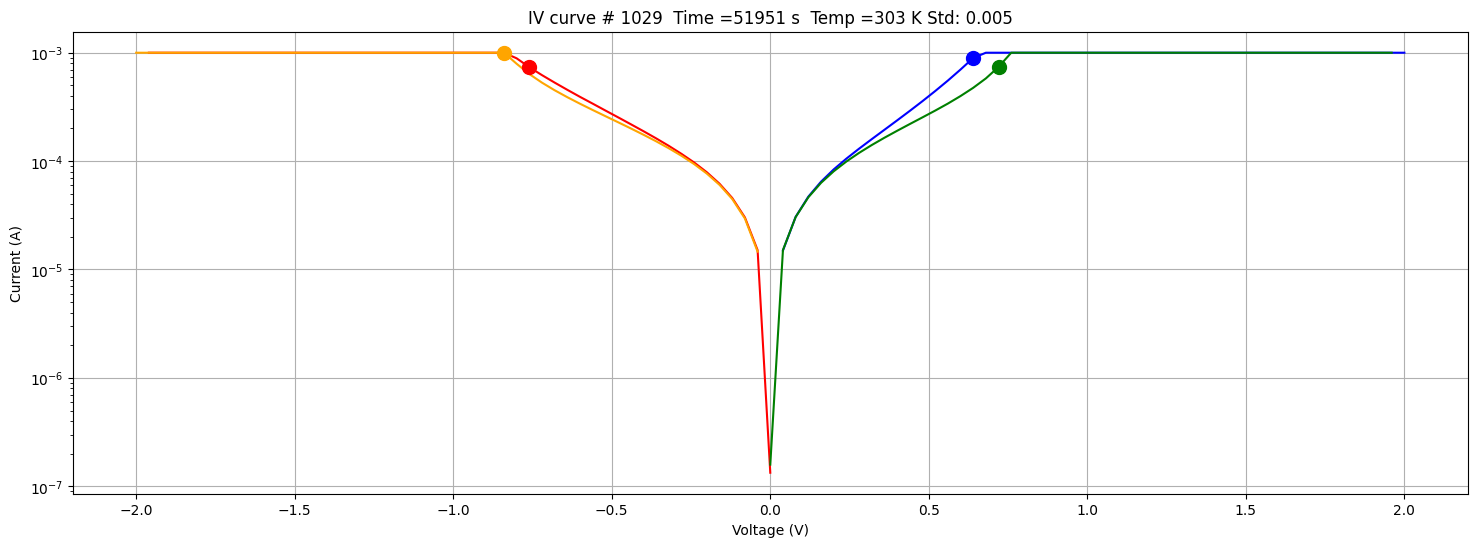 IV curve # 1029  Time =51951 s  Temp =303 K Std: 0.005
10⁻³
10⁻⁴
10⁻⁵
10⁻⁶
10⁻⁷
Current (A)
−2.0 −1.5 −1.0 −0.5 0.0 0.5 1.0 1.5 2.0
Voltage (V)